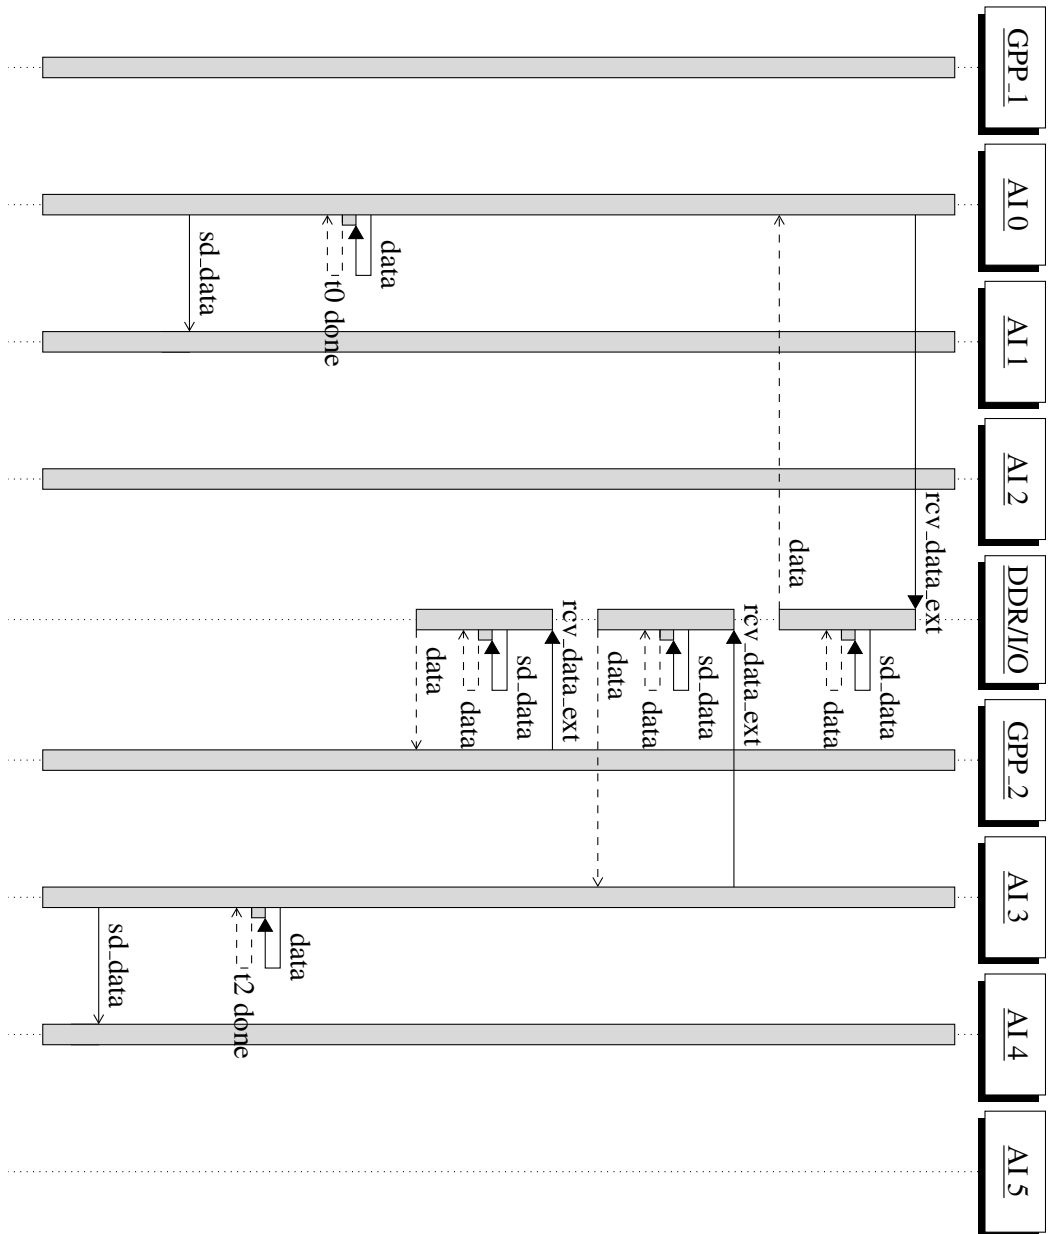 GPP_1
AI 0
AI 1
AI 2
DDR/I/O
GPP_2
AI 3
AI 4
AI 5
rcv_data_ext
sd_data
data
data
rcv_data_ext
sd_data
data
data
rcv_data_ext
sd_data
data
data
data
t0 done
data
t2 done
sd_data
sd_data